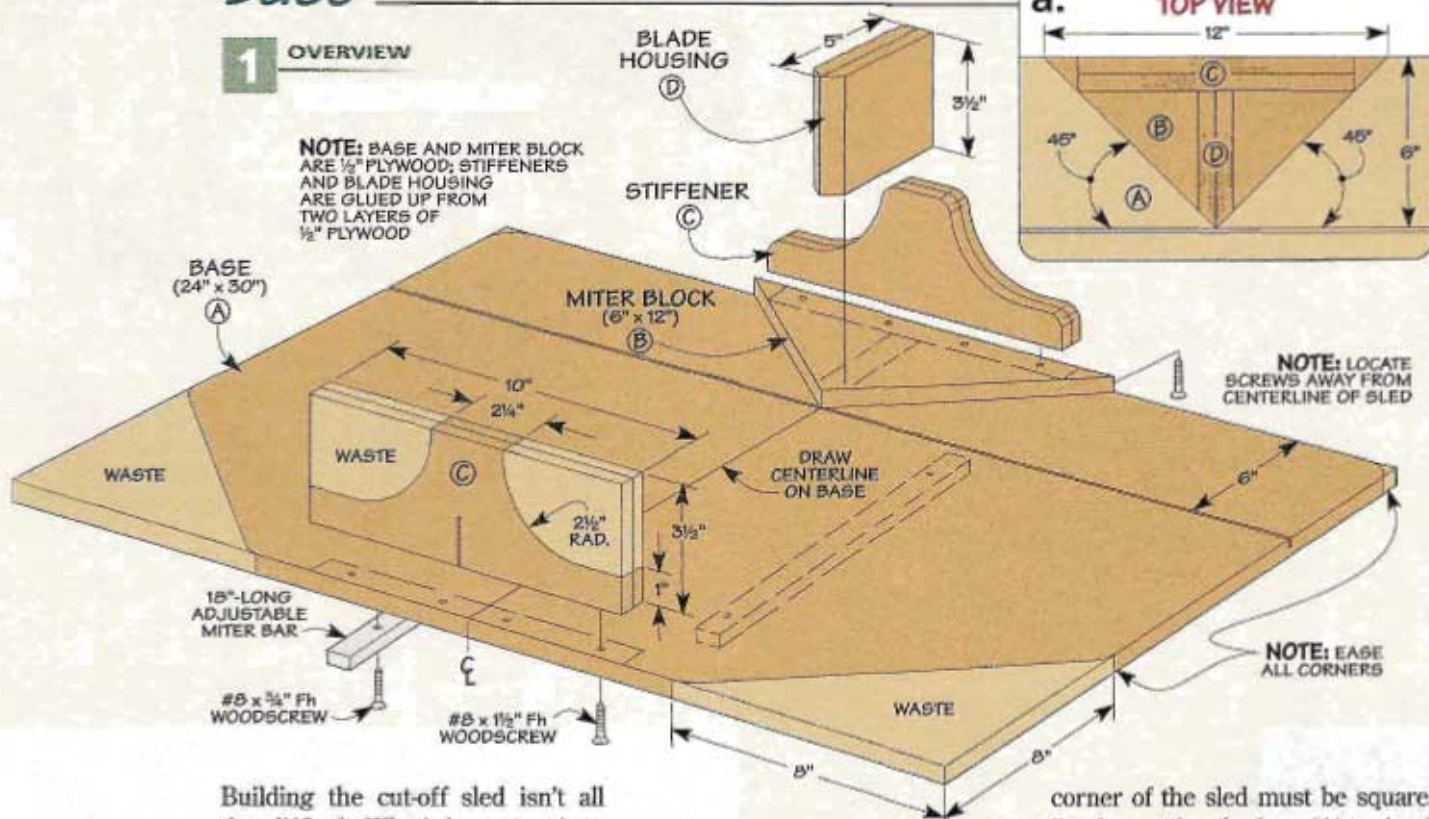 1 OVERVIEW
NOTE: BASE AND MITER BLOCK
ARE ½" PLYWOOD; STIFFENERS
AND BLADE HOUSING
ARE GLUED UP FROM
TWO LAYERS OF
½" PLYWOOD
BLADE
HOUSING
D
5"
3½"
a.
TOP VIEW
12"
C
B
D
A
45°
45°
6"
STIFFENER
C
BASE
(24" x 30")
A
MITER BLOCK
(6" x 12")
B
NOTE: LOCATE
SCREWS AWAY FROM
CENTERLINE OF SLED
10"
2¼"
WASTE
WASTE
C
DRAW
CENTERLINE
ON BASE
6"
2½"
RAD.
3½"
1"
18"-LONG
ADJUSTABLE
MITER BAR
NOTE: EASE
ALL CORNERS
#8 x ¾" Fh
WOODSCREW
CL
#8 x 1½" Fh
WOODSCREW
WASTE
8"
8"
Building the cut-off sled isn't all
corner of the sled must be square